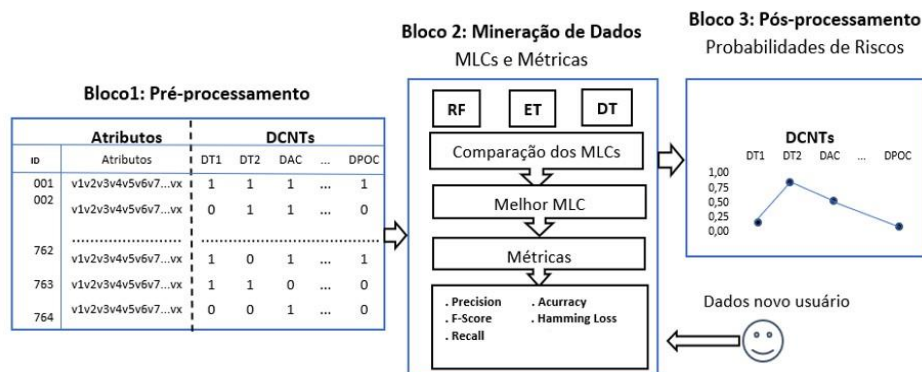 Bloco1: Pré-processamento
Atributos DCNTs
ID Atributos DT1 DT2 DAC ... DPOC
001 v1v2v3v4v5v6v7...vx 1 1 1 ... 1
002 v1v2v3v4v5v6v7...vx 0 1 1 ... 0
762 v1v2v3v4v5v6v7...vx 1 0 1 ... 1
763 v1v2v3v4v5v6v7...vx 1 1 0 ... 0
764 v1v2v3v4v5v6v7...vx 0 0 1 ... 0
Bloco 2: Mineração de Dados
MLCs e Métricas
RF ET DT
Comparação dos MLCs
Melhor MLC
Métricas
. Precision . Acurracy
. F-Score . Hamming Loss
. Recall
Bloco 3: Pós-processamento
Probabilidades de Riscos
DCNTs
DT1 DT2 DAC ... DPOC
1,00
0,75
0,50
0,25
0,00
Dados novo usuário